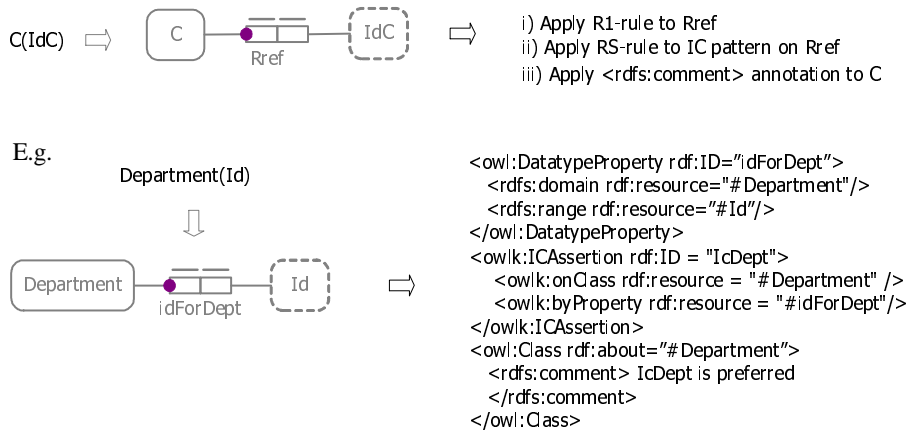 C(IdC)
C
IdC
Rref
i) Apply R1-rule to Rref
ii) Apply RS-rule to IC pattern on Rref
iii) Apply <rdfs:comment> annotation to C
E.g.
Department(Id)
Department
Id
idForDept
<owl:DatatypeProperty rdf:ID=”idForDept”>
<rdfs:domain rdf:resource="#Department"/>
<rdfs:range rdf:resource="#Id”/>
</owl:DatatypeProperty>
<owlk:ICAssertion rdf:ID = "IcDept">
<owlk:onClass rdf:resource = "#Department" />
<owlk:byProperty rdf:resource = "#idForDept"/>
</owlk:ICAssertion>
<owl:Class rdf:about=”#Department”>
<rdfs:comment> IcDept is preferred
</rdfs:comment>
</owl:Class>